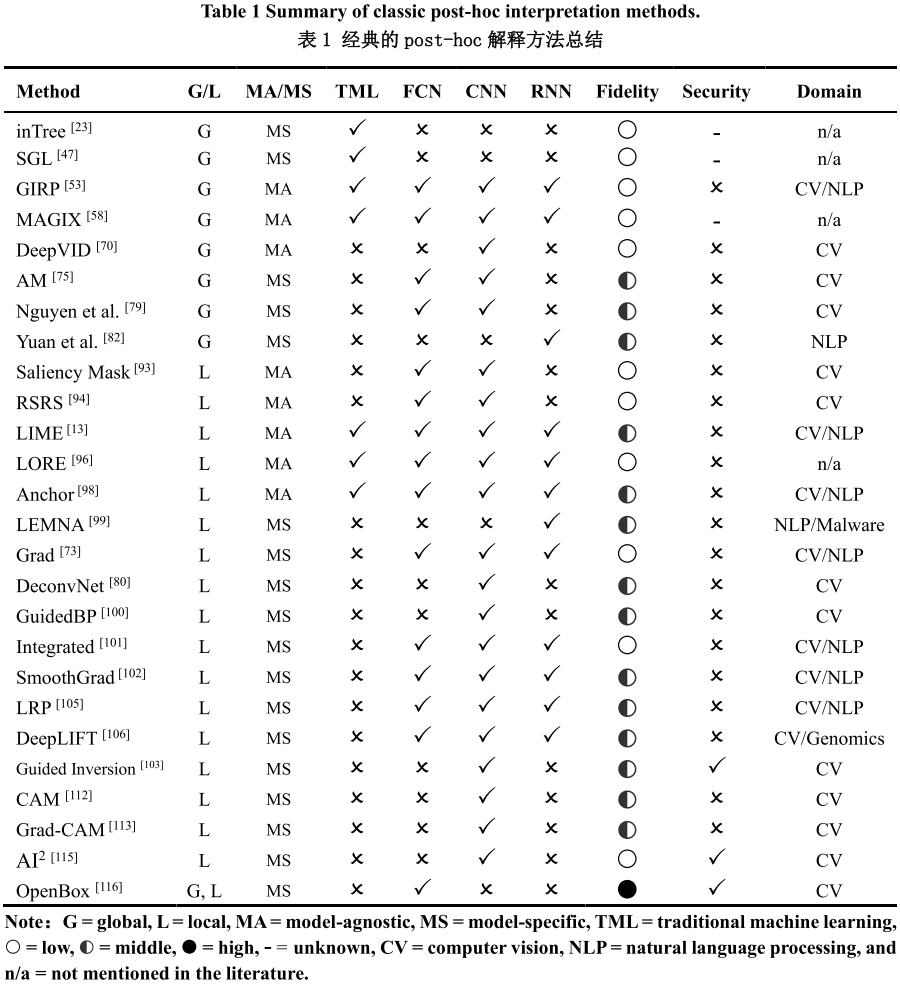 Table 1 Summary of classic post-hoc interpretation methods.
表1 经典的 post-hoc 解释方法总结
Method G/L MA/MS TML FCN CNN RNN Fidelity Security Domain
inTree [23] G MS ✓ × × × ○ - n/a
SGL [47] G MS ✓ × × × ○ - n/a
GIRP [53] G MA ✓ ✓ ✓ ✓ ○ × CV/NLP
MAGIX [58] G MA ✓ ✓ ✓ ✓ ○ - n/a
DeepVID [70] G MA × × ✓ × ○ × CV
AM [75] G MS × ✓ ✓ × ◐ × CV
Nguyen et al. [79] G MS × ✓ ✓ × ◐ × CV
Yuan et al. [82] G MS × × × ✓ ◐ × NLP
Saliency Mask [93] L MA × ✓ ✓ × ○ × CV
RSRS [94] L MA × ✓ ✓ × ○ × CV
LIME [13] L MA ✓ ✓ ✓ ✓ ◐ × CV/NLP
LORE [96] L MA ✓ ✓ ✓ ✓ ○ × n/a
Anchor [98] L MA ✓ ✓ ✓ ✓ ◐ × CV/NLP
LEMNA [99] L MS × × × ✓ ◐ × NLP/Malware
Grad [73] L MS × ✓ ✓ ✓ ○ × CV/NLP
DeconvNet [80] L MS × × ✓ × ◐ × CV
GuidedBP [100] L MS × × ✓ × ◐ × CV
Integrated [101] L MS × ✓ ✓ ✓ ○ × CV/NLP
SmoothGrad [102] L MS × ✓ ✓ ✓ ◐ × CV/NLP
LRP [105] L MS × ✓ ✓ ✓ ◐ × CV/NLP
DeepLIFT [106] L MS × ✓ ✓ ✓ ◐ × CV/Genomics
Guided Inversion [103] L MS × × ✓ × ◐ ✓ CV
CAM [112] L MS × × ✓ × ◐ × CV
Grad-CAM [113] L MS × × ✓ × ◐ × CV
AI² [115] L MS × × ✓ × ○ ✓ CV
OpenBox [116] G, L MS × ✓ × × ● ✓ CV
Note：G = global, L = local, MA = model-agnostic, MS = model-specific, TML = traditional machine learning,
○ = low, ◐ = middle, ● = high, - = unknown, CV = computer vision, NLP = natural language processing, and
n/a = not mentioned in the literature.